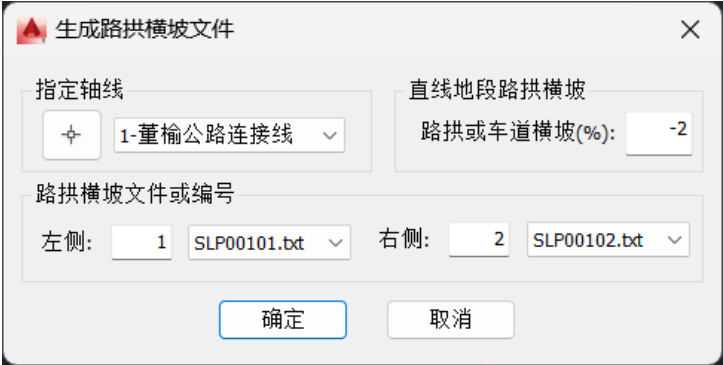 生成路拱横坡文件
指定轴线
1-董榆公路连接线
直线地段路拱横坡
路拱或车道横坡(%): -2
路拱横坡文件或编号
左侧: 1 SLP00101.txt 右侧: 2 SLP00102.txt
确定 取消